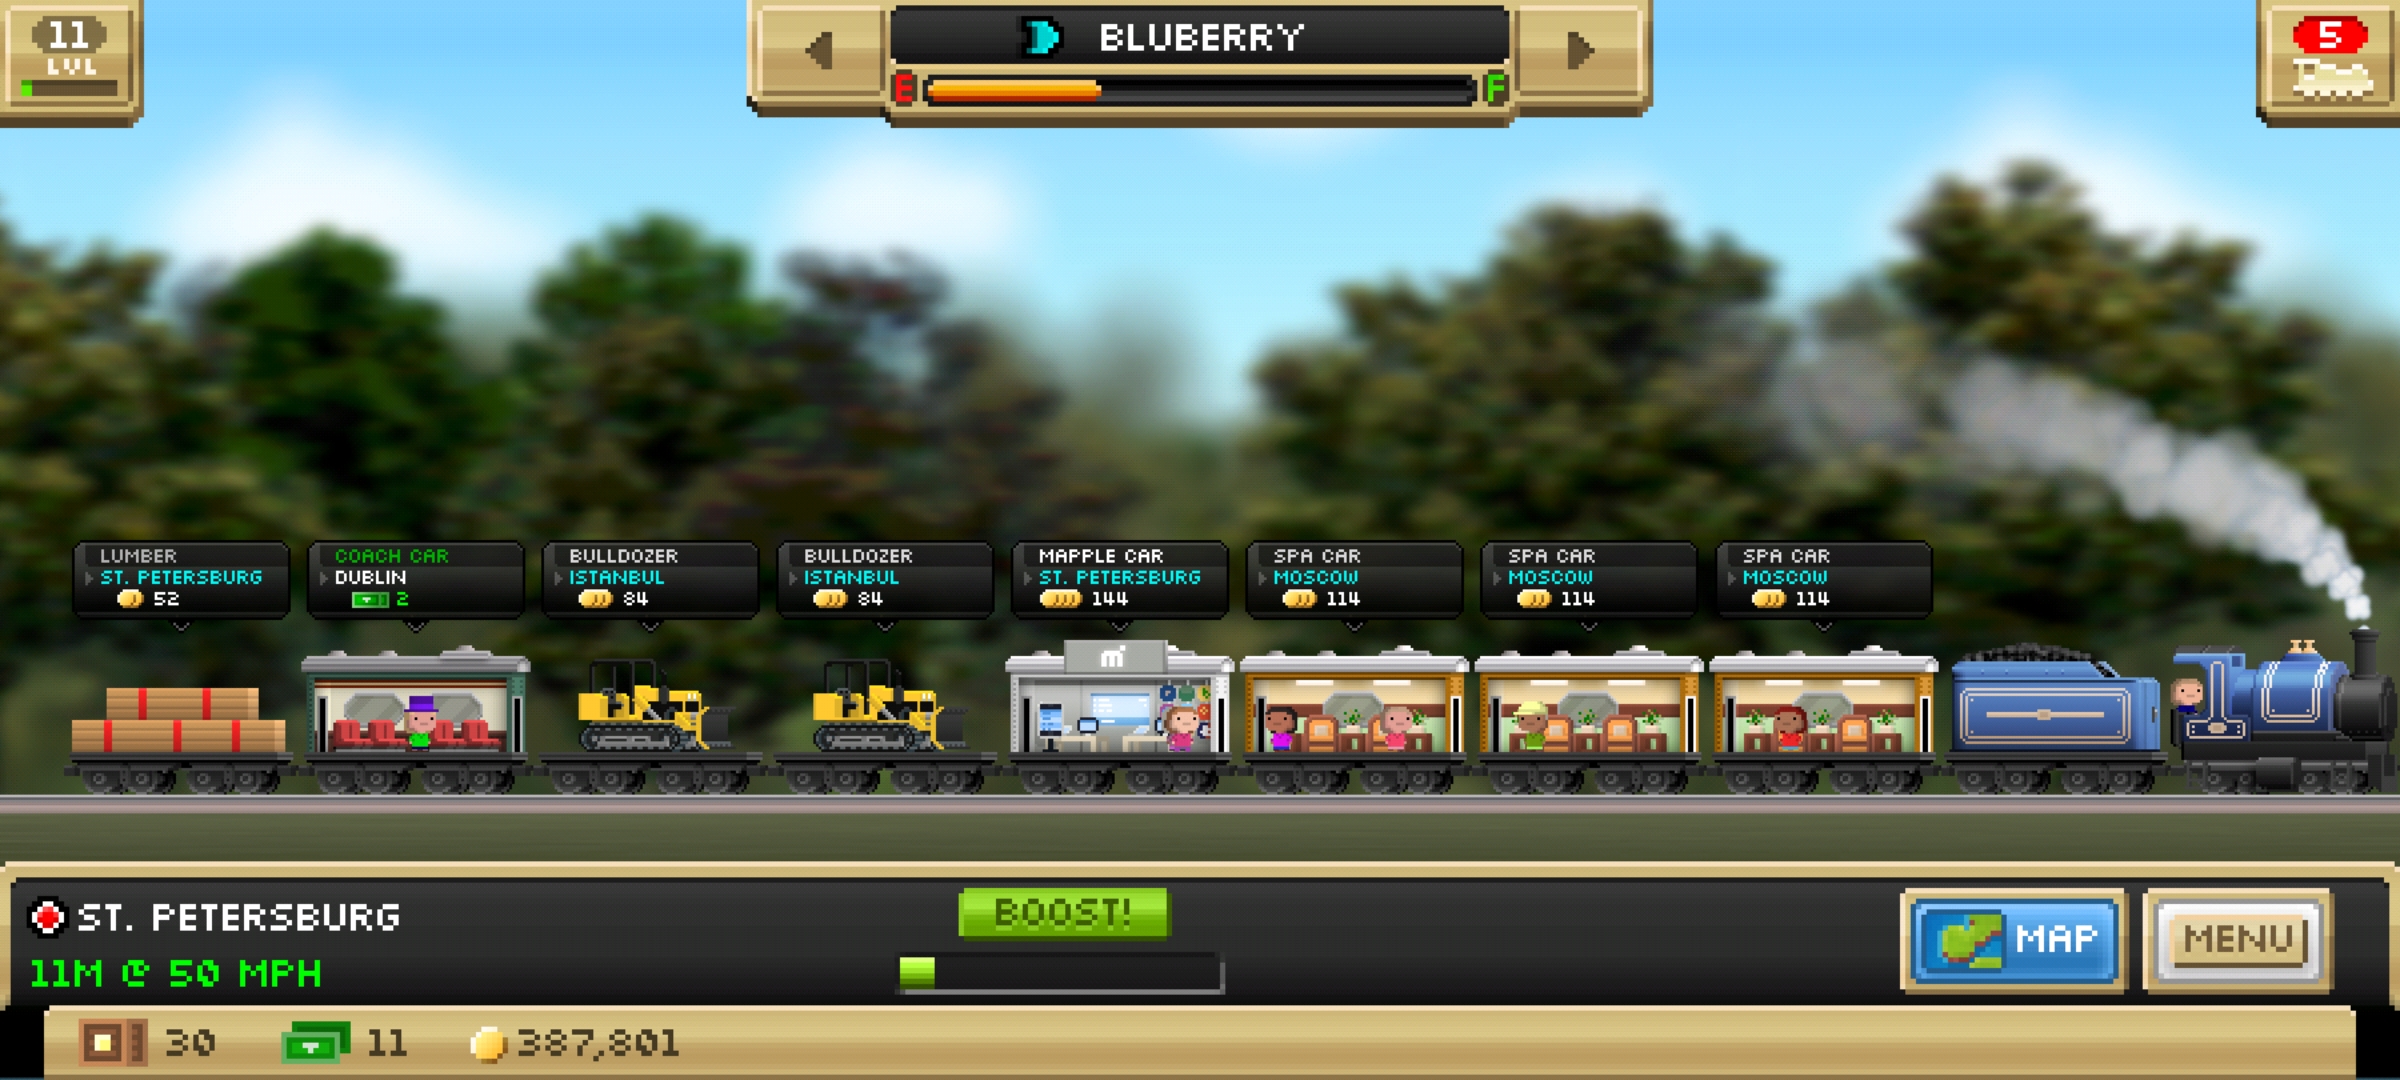 11
LVL
BLUBERRY
E
F
5
LUMBER
ST. PETERSBURG
52
COACH CAR
DUBLIN
2
BULLDOZER
ISTANBUL
84
BULLDOZER
ISTANBUL
84
MAPPLE CAR
ST. PETERSBURG
144
SPA CAR
MOSCOW
114
SPA CAR
MOSCOW
114
SPA CAR
MOSCOW
114
m
ST. PETERSBURG
11M @ 50 MPH
BOOST!
MAP
MENU
30
11
387,801